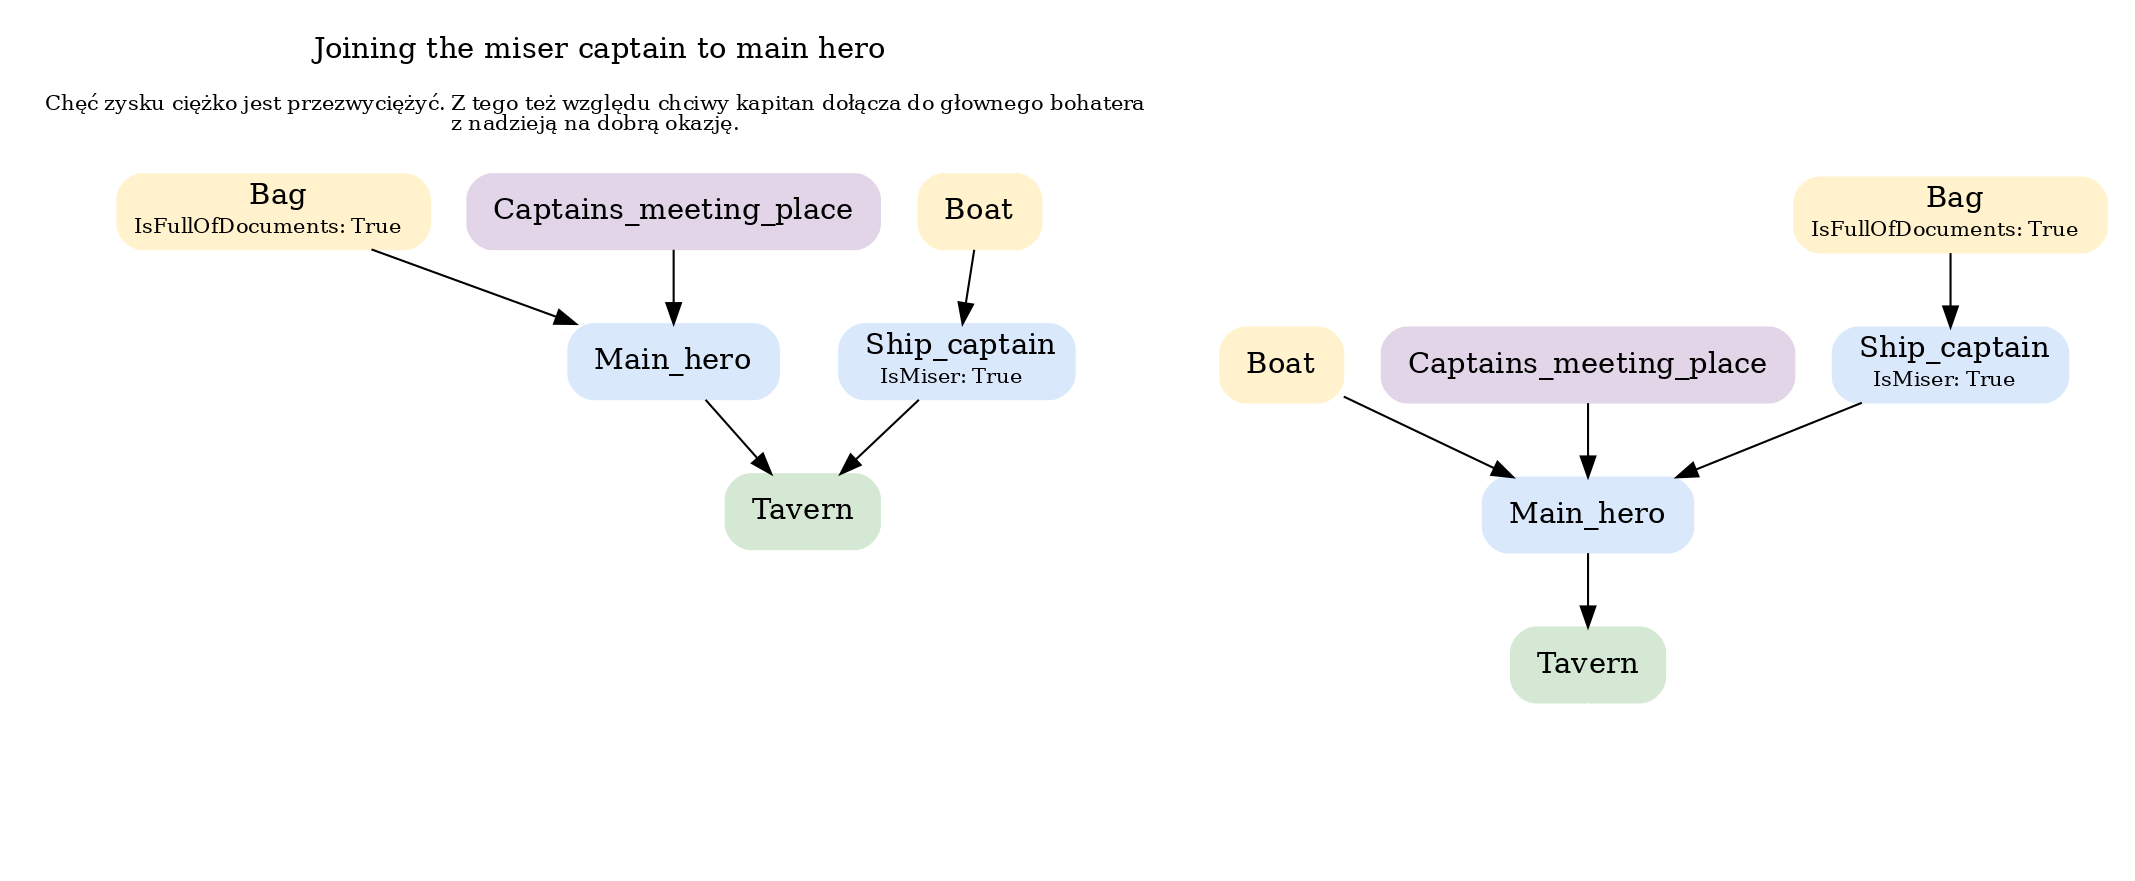 Joining the miser captain to main hero
Chęć zysku ciężko jest przezwyciężyć. Z tego też względu chciwy kapitan dołącza do głownego bohatera
z nadzieją na dobrą okazję.
Bag
IsFullOfDocuments: True
Captains_meeting_place
Boat
Main_hero
Ship_captain
IsMiser: True
Tavern
Bag
IsFullOfDocuments: True
Boat
Captains_meeting_place
Ship_captain
IsMiser: True
Main_hero
Tavern